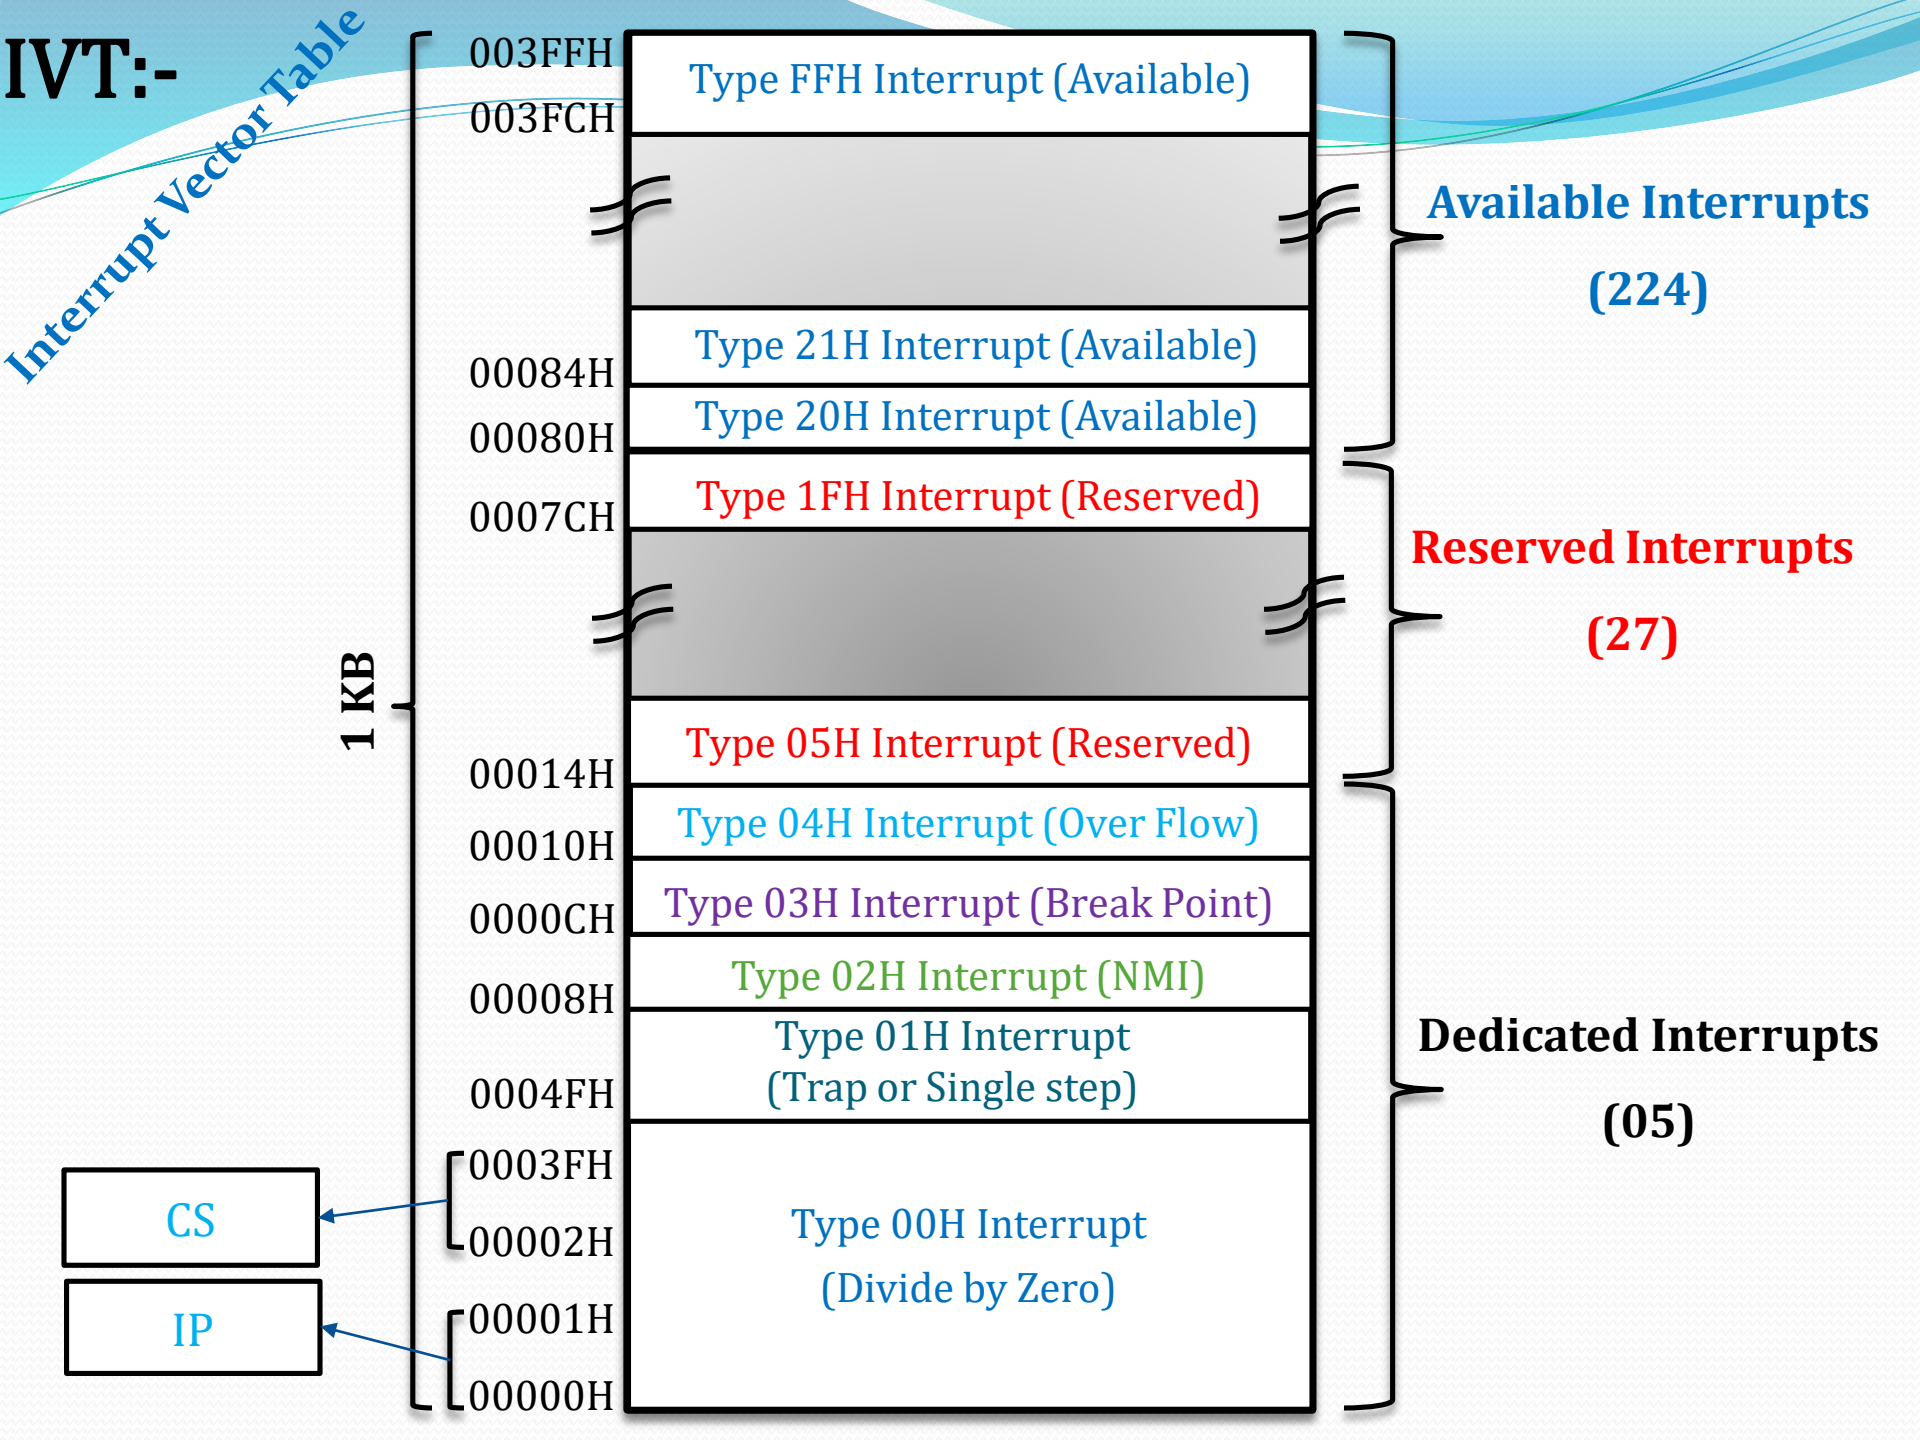 IVT:-
Interrupt Vector Table
003FFH
Type FFH Interrupt (Available)
003FCH
Available Interrupts
(224)
Type 21H Interrupt (Available)
00084H
Type 20H Interrupt (Available)
00080H
Type 1FH Interrupt (Reserved)
0007CH
Reserved Interrupts
(27)
1 KB
Type 05H Interrupt (Reserved)
00014H
Type 04H Interrupt (Over Flow)
00010H
Type 03H Interrupt (Break Point)
0000CH
Type 02H Interrupt (NMI)
00008H
Type 01H Interrupt
(Trap or Single step)
0004FH
Dedicated Interrupts
(05)
0003FH
CS
00002H
Type 00H Interrupt
(Divide by Zero)
00001H
IP
00000H